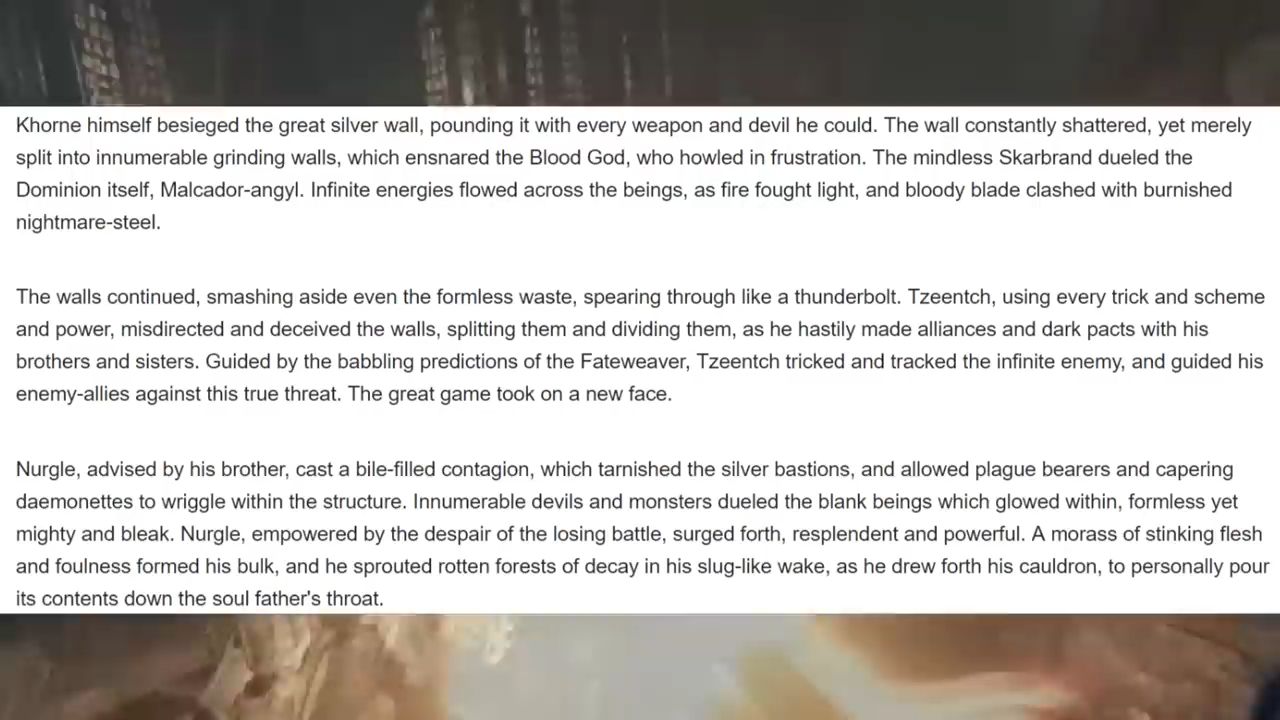 Khorne himself besieged the great silver wall, pounding it with every weapon and devil he could. The wall constantly shattered, yet merely
split into innumerable grinding walls, which ensnared the Blood God, who howled in frustration. The mindless Skarbrand dueled the
Dominion itself, Malcador-angyl. Infinite energies flowed across the beings, as fire fought light, and bloody blade clashed with burnished
nightmare-steel.
The walls continued, smashing aside even the formless waste, spearing through like a thunderbolt. Tzeentch, using every trick and scheme
and power, misdirected and deceived the walls, splitting them and dividing them, as he hastily made alliances and dark pacts with his
brothers and sisters. Guided by the babbling predictions of the Fateweaver, Tzeentch tricked and tracked the infinite enemy, and guided his
enemy-allies against this true threat. The great game took on a new face.
Nurgle, advised by his brother, cast a bile-filled contagion, which tarnished the silver bastions, and allowed plague bearers and capering
daemonettes to wriggle within the structure. Innumerable devils and monsters dueled the blank beings which glowed within, formless yet
mighty and bleak. Nurgle, empowered by the despair of the losing battle, surged forth, resplendent and powerful. A morass of stinking flesh
and foulness formed his bulk, and he sprouted rotten forests of decay in his slug-like wake, as he drew forth his cauldron, to personally pour
its contents down the soul father's throat.